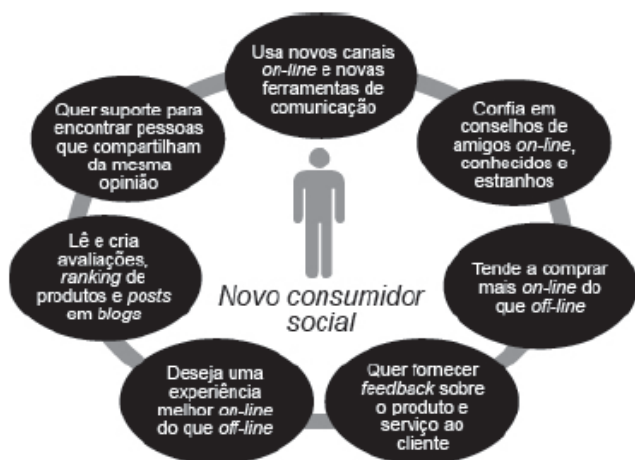 Usa novos canais
on-line e novas
ferramentas de
comunicação
Confia em
conselhos de
amigos on-line,
conhecidos e
estranhos
Tende a comprar
mais on-line do
que off-line
Quer fornecer
feedback sobre
o produto e
serviço ao
cliente
Deseja uma
experiência
melhor on-line
do que off-line
Lê e cria
avaliações,
ranking de
produtos e posts
em blogs
Quer suporte para
encontrar pessoas
que compartilham
da mesma
opinião
Novo consumidor
social